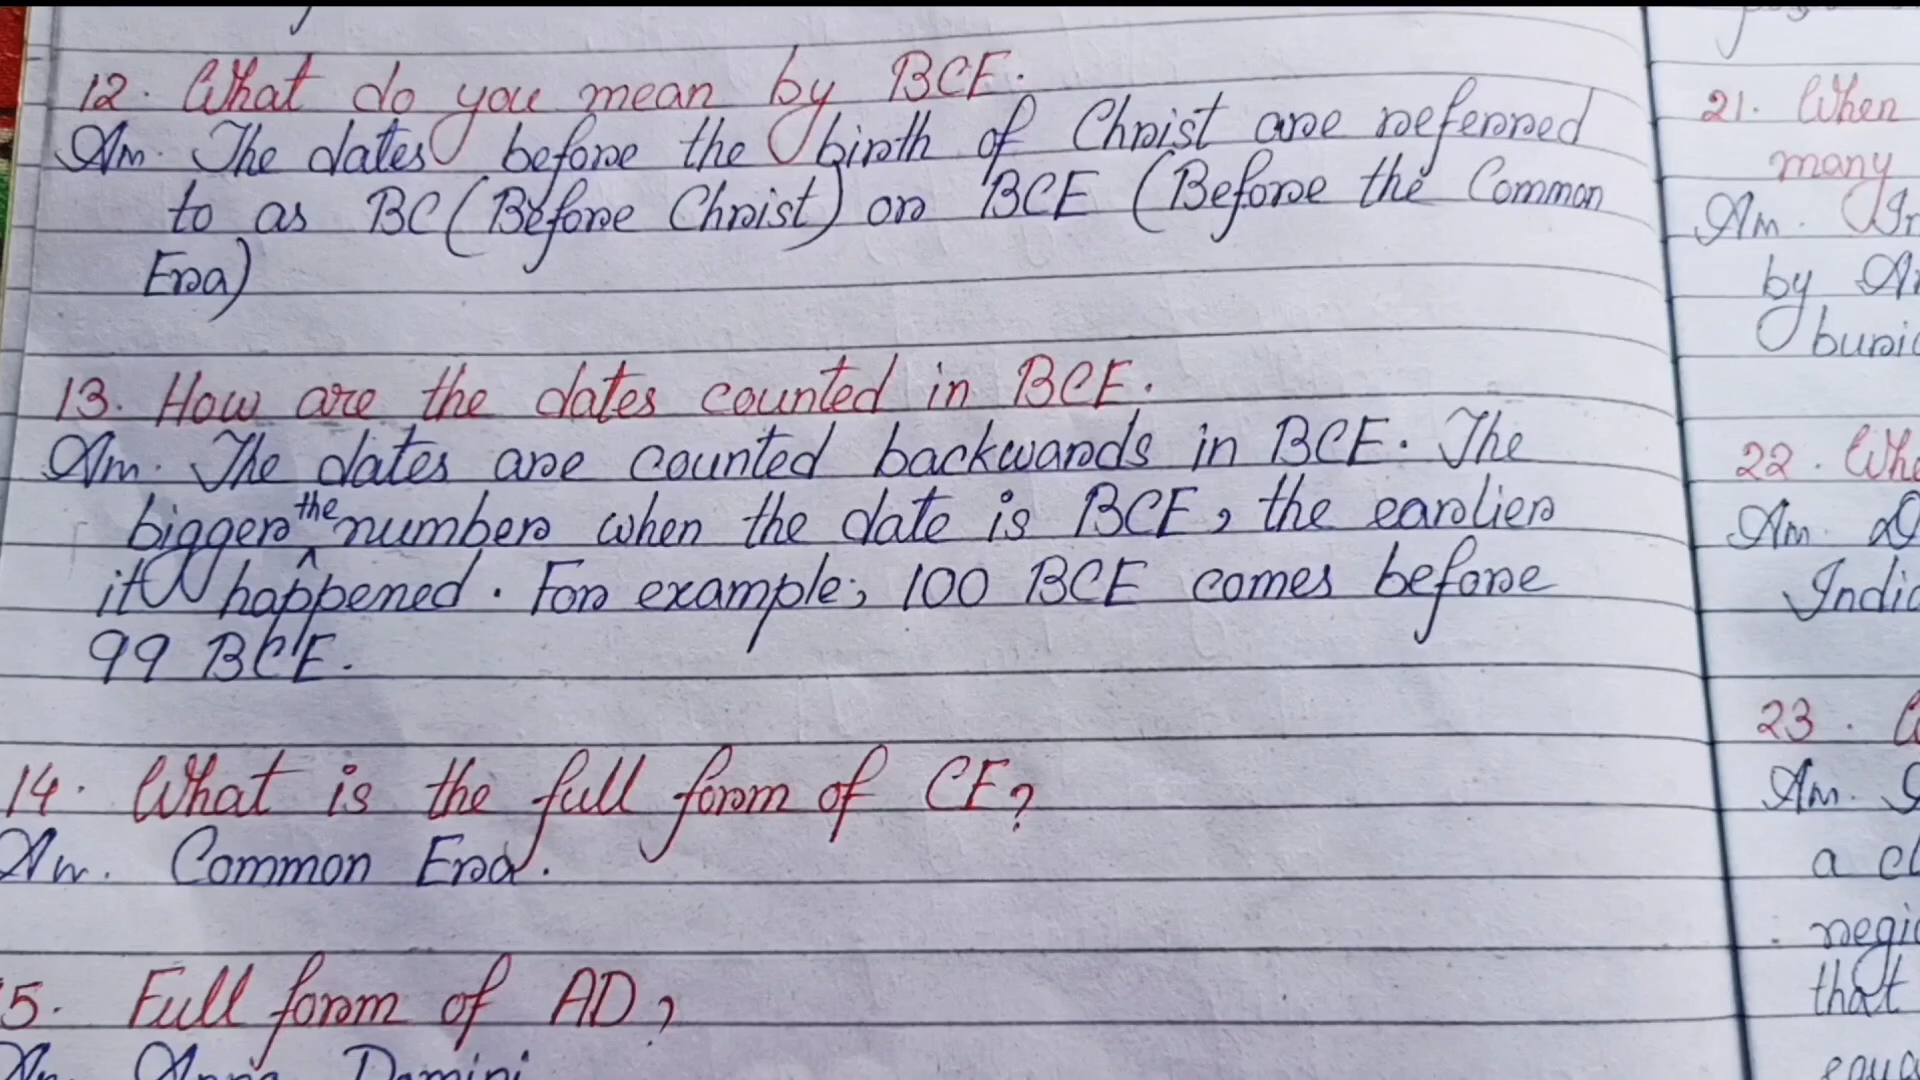 12. What do you mean by BCE.
Ans. The dates before the birth of Christ are referred
to as BC (Before Christ) or BCE (Before the Common
Era)
13. How are the dates counted in BCE.
Ans. The dates are counted backwards in BCE. The
bigger the number when the date is BCE, the earlier
it happened. For example; 100 BCE comes before
99 BCE.
14. What is the full form of CE?
Ans. Common Era.
5. Full form of AD?
Ans. Anno Domini
21. When
many
Ans.
by
22.
Ans.
23.
Ans.
a
that